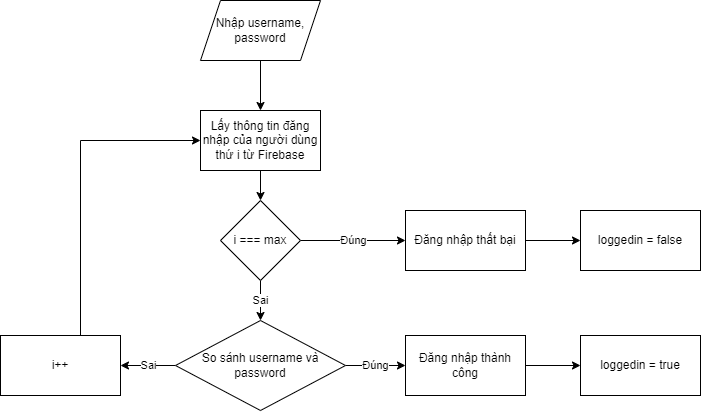 Nhập username,
password
Lấy thông tin đăng
nhập của người dùng
thứ i từ Firebase
i === max
Đúng
Đăng nhập thất bại
loggedin = false
Sai
i++
Sai
So sánh username và
password
Đúng
Đăng nhập thành
công
loggedin = true